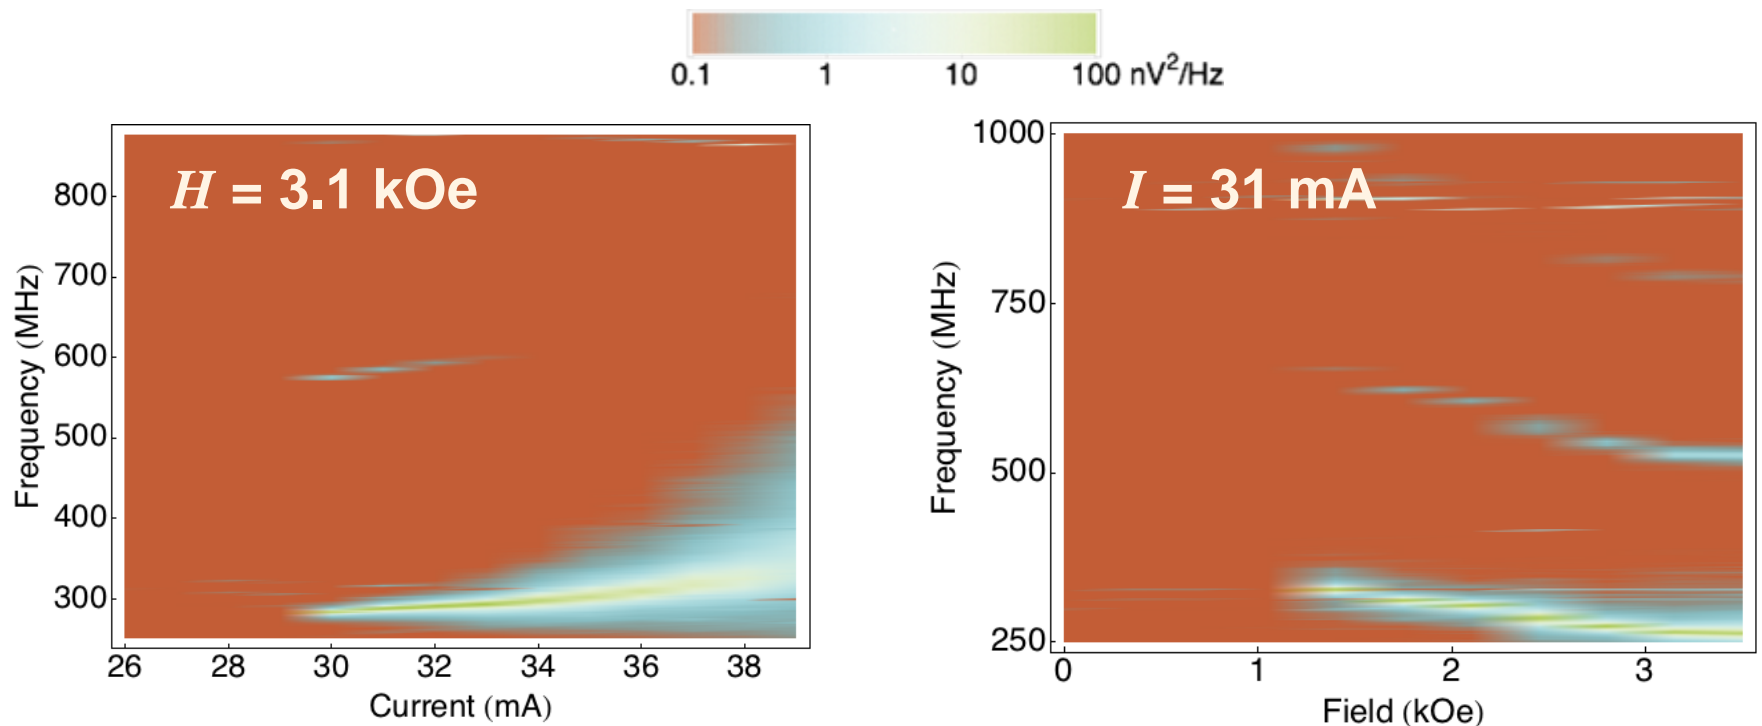 0.1 1 10 100 nV²/Hz
H = 3.1 kOe
Frequency (MHz)
800
700
600
500
400
300
26 28 30 32 34 36 38
Current (mA)
I = 31 mA
Frequency (MHz)
1000
750
500
250
0 1 2 3
Field (kOe)